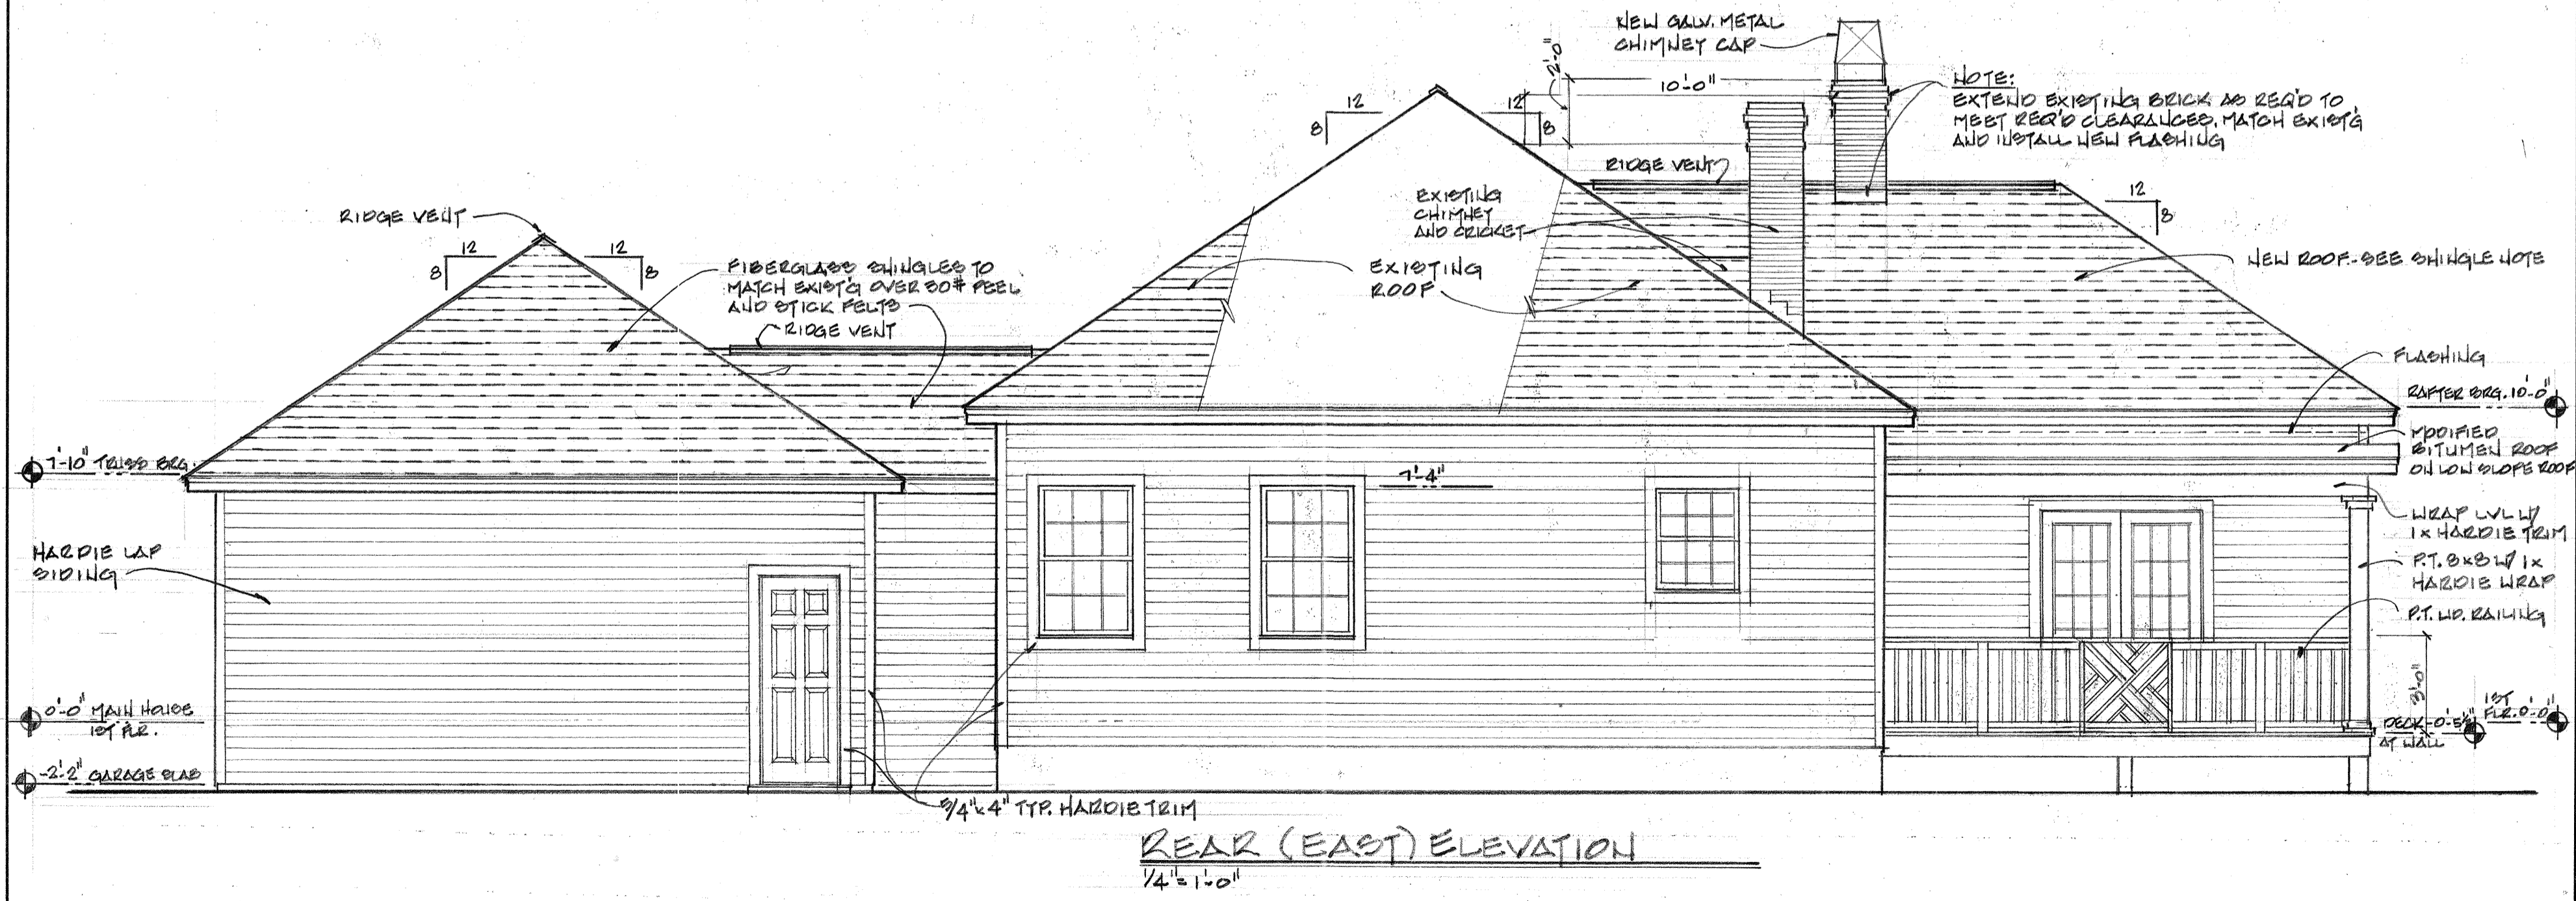 NEW GALV. METAL
CHIMNEY CAP
2'-0"
10'-0"
NOTE:
EXTEND EXISTING BRICK AS REQ'D TO
MEET REQ'D CLEARANCES. MATCH EXIST'G
AND INSTALL NEW FLASHING
12
8
12
8
RIDGE VENT
EXISTING
CHIMNEY
AND CRICKET
12
8
RIDGE VENT
12
8
12
8
FIBERGLASS SHINGLES TO
MATCH EXIST'G OVER 30# PEEL
AND STICK FELTS
RIDGE VENT
EXISTING
ROOF
NEW ROOF-SEE SHINGLE NOTE
FLASHING
RAFTER BRG. 10'-0"
MODIFIED
BITUMEN ROOF
ON LOW SLOPE ROOF
7'-10" TRUSS BRG.
7'-4"
WRAP LVL W/
1x HARDIE TRIM
HARDIE LAP
SIDING
P.T. 8x8 W/ 1x
HARDIE WRAP
P.T. WD. RAILING
3'-0"
0'-0" MAIN HOUSE
1ST FLR.
1ST
FLR. 0'-0"
DECK-0'-5½"
AT WALL
-2'-2" GARAGE SLAB
5/4"x4" TYP. HARDIE TRIM
REAR (EAST) ELEVATION
1/4"=1'-0"